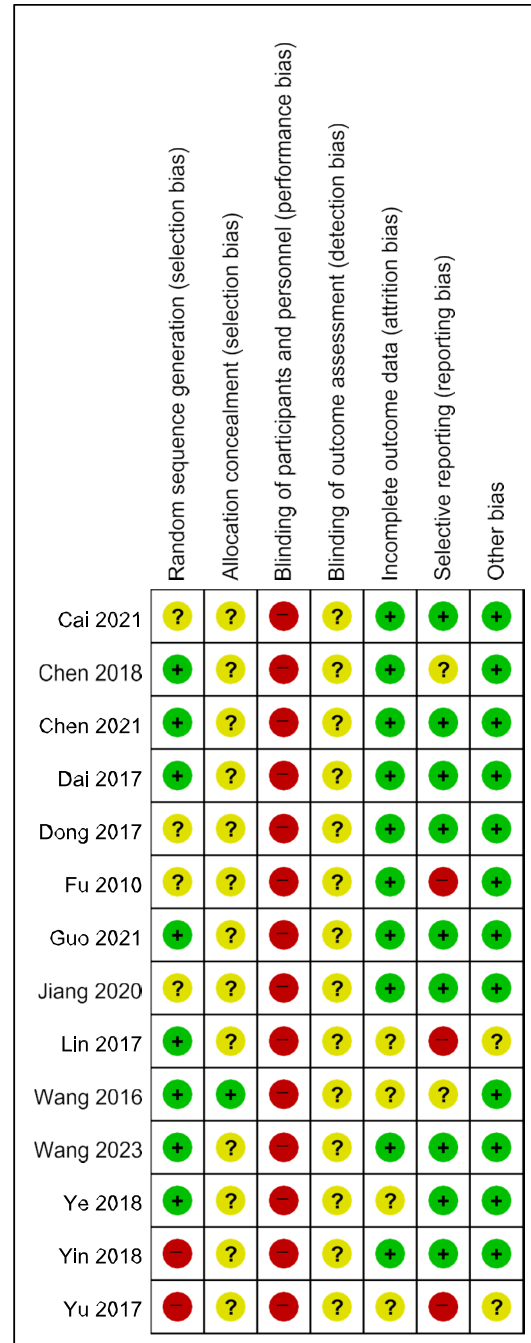 Random sequence generation (selection bias)
Allocation concealment (selection bias)
Blinding of participants and personnel (performance bias)
Blinding of outcome assessment (detection bias)
Incomplete outcome data (attrition bias)
Selective reporting (reporting bias)
Other bias
Cai 2021 ? ? − ? + + +
Chen 2018 + ? − ? + ? +
Chen 2021 + ? − ? + + +
Dai 2017 + ? − ? + + +
Dong 2017 ? ? − ? + + +
Fu 2010 ? ? − ? + − +
Guo 2021 + ? − ? + + +
Jiang 2020 ? ? − ? + + +
Lin 2017 + ? − ? ? − ?
Wang 2016 + + − ? ? ? +
Wang 2023 + ? − ? + + +
Ye 2018 + ? − ? ? + +
Yin 2018 − ? − ? + + +
Yu 2017 − ? − ? ? − ?